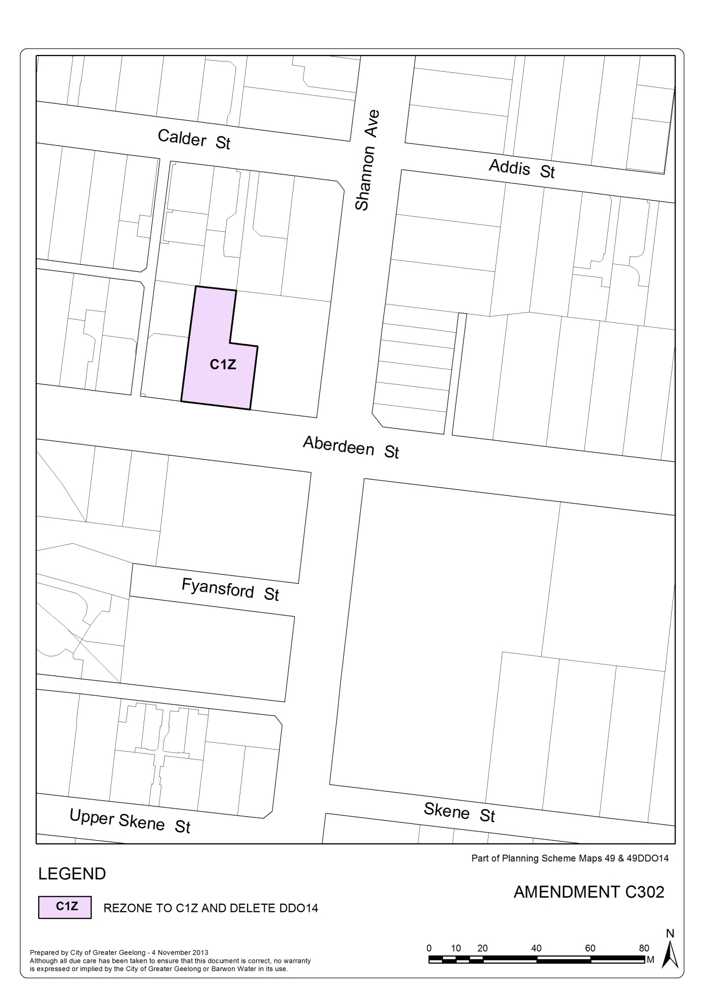 Calder St
Shannon Ave
Addis St
C1Z
Aberdeen St
Fyansford St
Upper Skene St
Skene St
Part of Planning Scheme Maps 49 & 49DDO14
LEGEND
AMENDMENT C302
C1Z REZONE TO C1Z AND DELETE DDO14
N
0 10 20 40 60 80
M
Prepared by City of Greater Geelong - 4 November 2013
Although all due care has been taken to ensure that this document is correct, no warranty
is expressed or implied by the City of Greater Geelong or Barwon Water in its use.